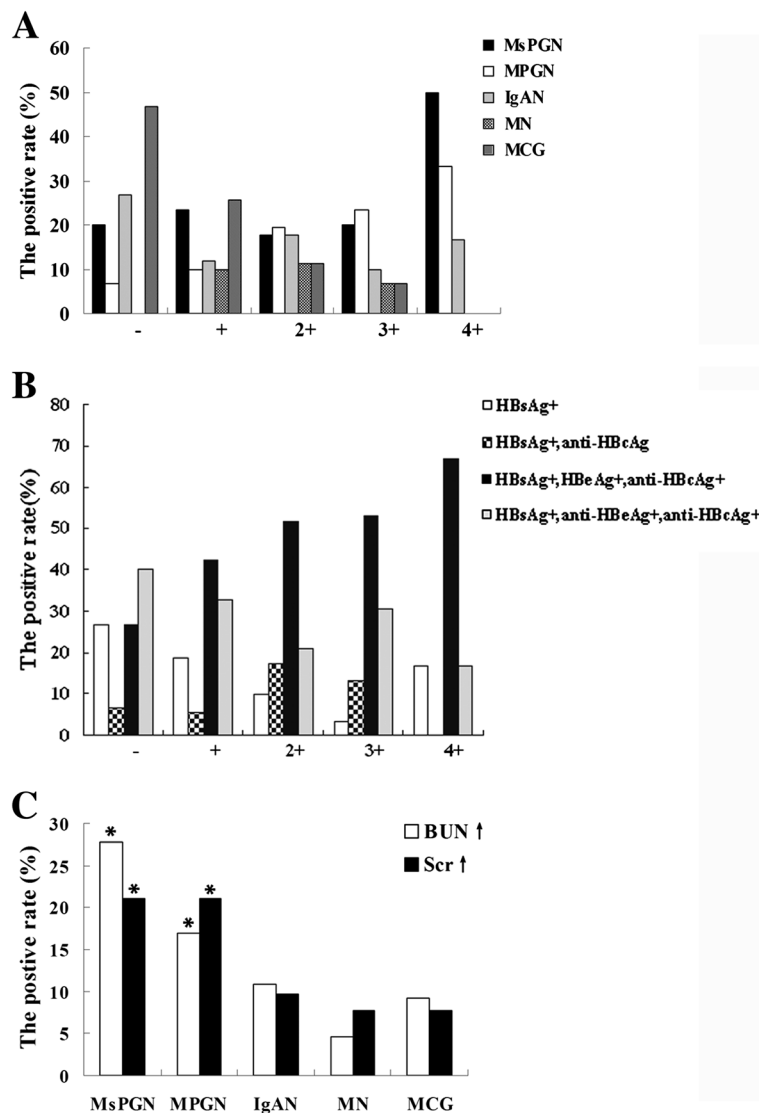 A
The positive rate (%)
60
50
40
30
20
10
0
- + 2+ 3+ 4+
MsPGN
MPGN
IgAN
MN
MCG
B
The positive rate(%)
80
70
60
50
40
30
20
10
0
- + 2+ 3+ 4+
HBsAg+
HBsAg+,anti-HBcAg
HBsAg+,HBeAg+,anti-HBcAg+
HBsAg+,anti-HBeAg+,anti-HBcAg+
C
The postive rate (%)
30
25
20
15
10
5
0
* * * *
BUN ↑
Scr ↑
MsPGN MPGN IgAN MN MCG